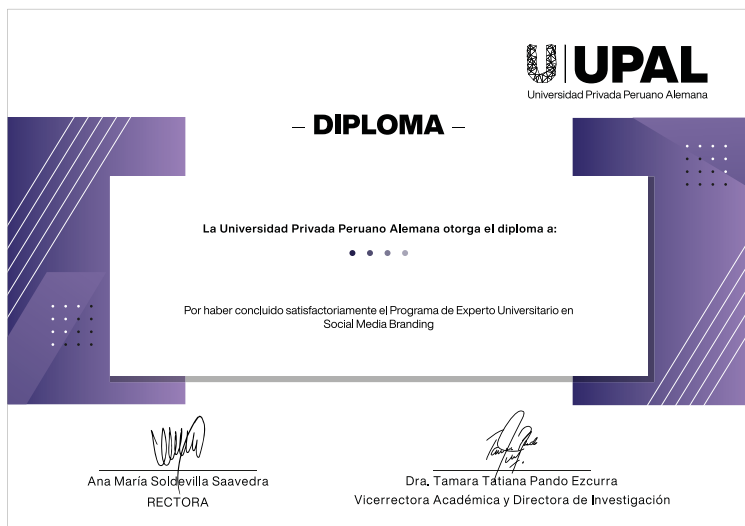 UPAL
Universidad Privada Peruano Alemana
– DIPLOMA –
La Universidad Privada Peruano Alemana otorga el diploma a:
Por haber concluido satisfactoriamente el Programa de Experto Universitario en
Social Media Branding
Ana María Soldevilla Saavedra
RECTORA
Dra. Tamara Tatiana Pando Ezcurra
Vicerrectora Académica y Directora de Investigación